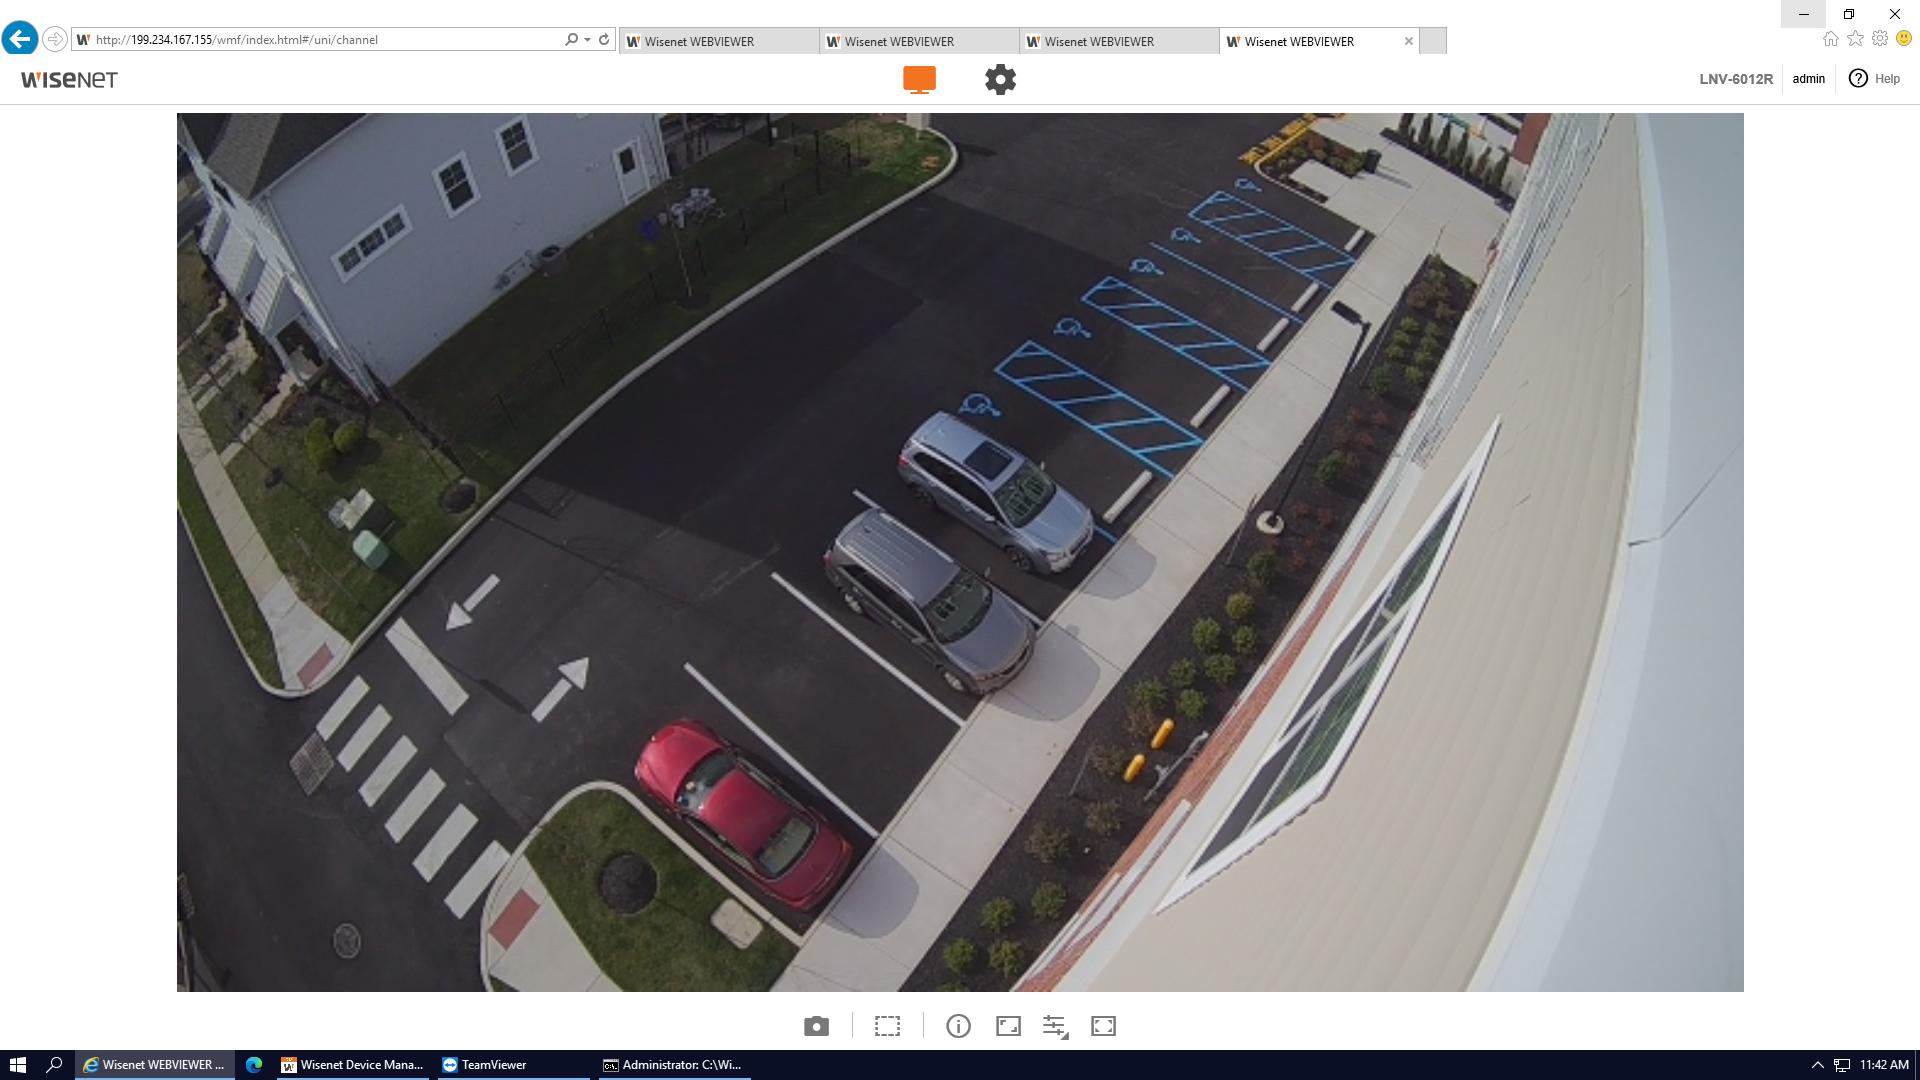 http://199.234.167.155/wmf/index.html#/uni/channel
Wisenet WEBVIEWER
Wisenet WEBVIEWER
Wisenet WEBVIEWER
Wisenet WEBVIEWER
WISENET
LNV-6012R
admin
Help
Wisenet WEBVIEWER ...
Wisenet Device Mana...
TeamViewer
Administrator: C:\Wi...
11:42 AM